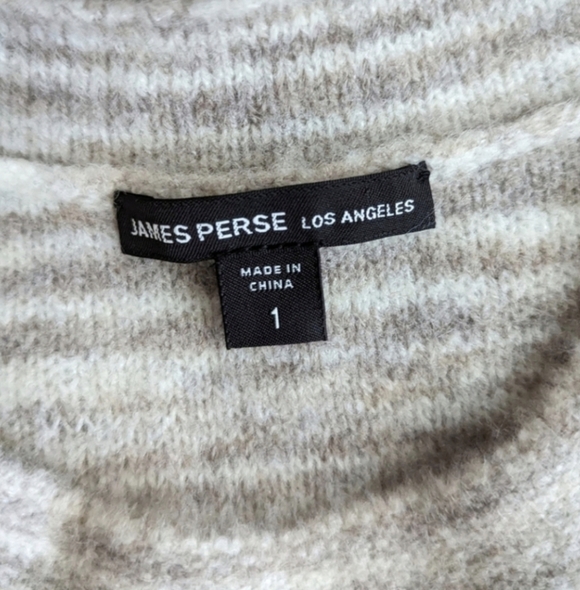 JAMES PERSE LOS ANGELES
MADE IN
CHINA
1